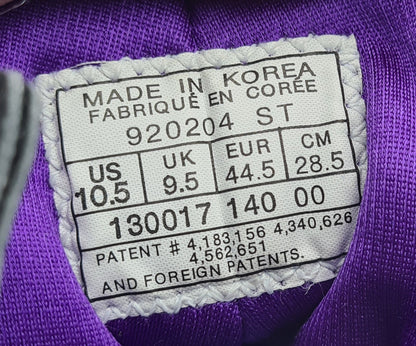 MADE IN KOREA
FABRIQUÉ EN CORÉE
920204 ST
US UK EUR CM
10.5 9.5 44.5 28.5
130017 140 00
PATENT # 4,183,156 4,340,626
4,562,651
AND FOREIGN PATENTS.